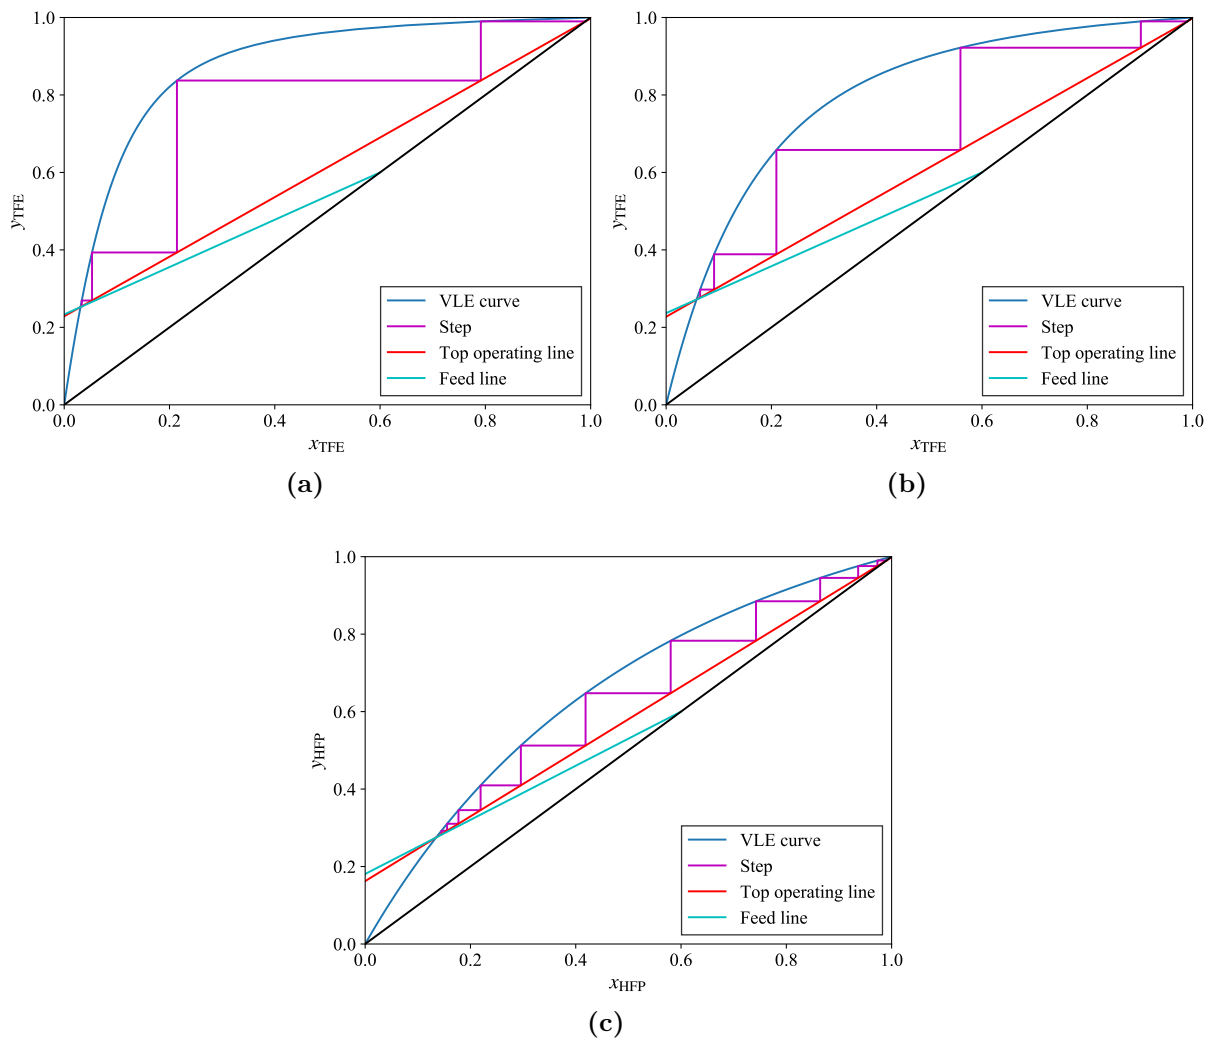 1.0
0.8
0.6
0.4
0.2
0.0
y_TFE
0.0 0.2 0.4 0.6 0.8 1.0
x_TFE
VLE curve
Step
Top operating line
Feed line
(a)
1.0
0.8
0.6
0.4
0.2
0.0
y_TFE
0.0 0.2 0.4 0.6 0.8 1.0
x_TFE
VLE curve
Step
Top operating line
Feed line
(b)
1.0
0.8
0.6
0.4
0.2
0.0
y_HFP
0.0 0.2 0.4 0.6 0.8 1.0
x_HFP
VLE curve
Step
Top operating line
Feed line
(c)